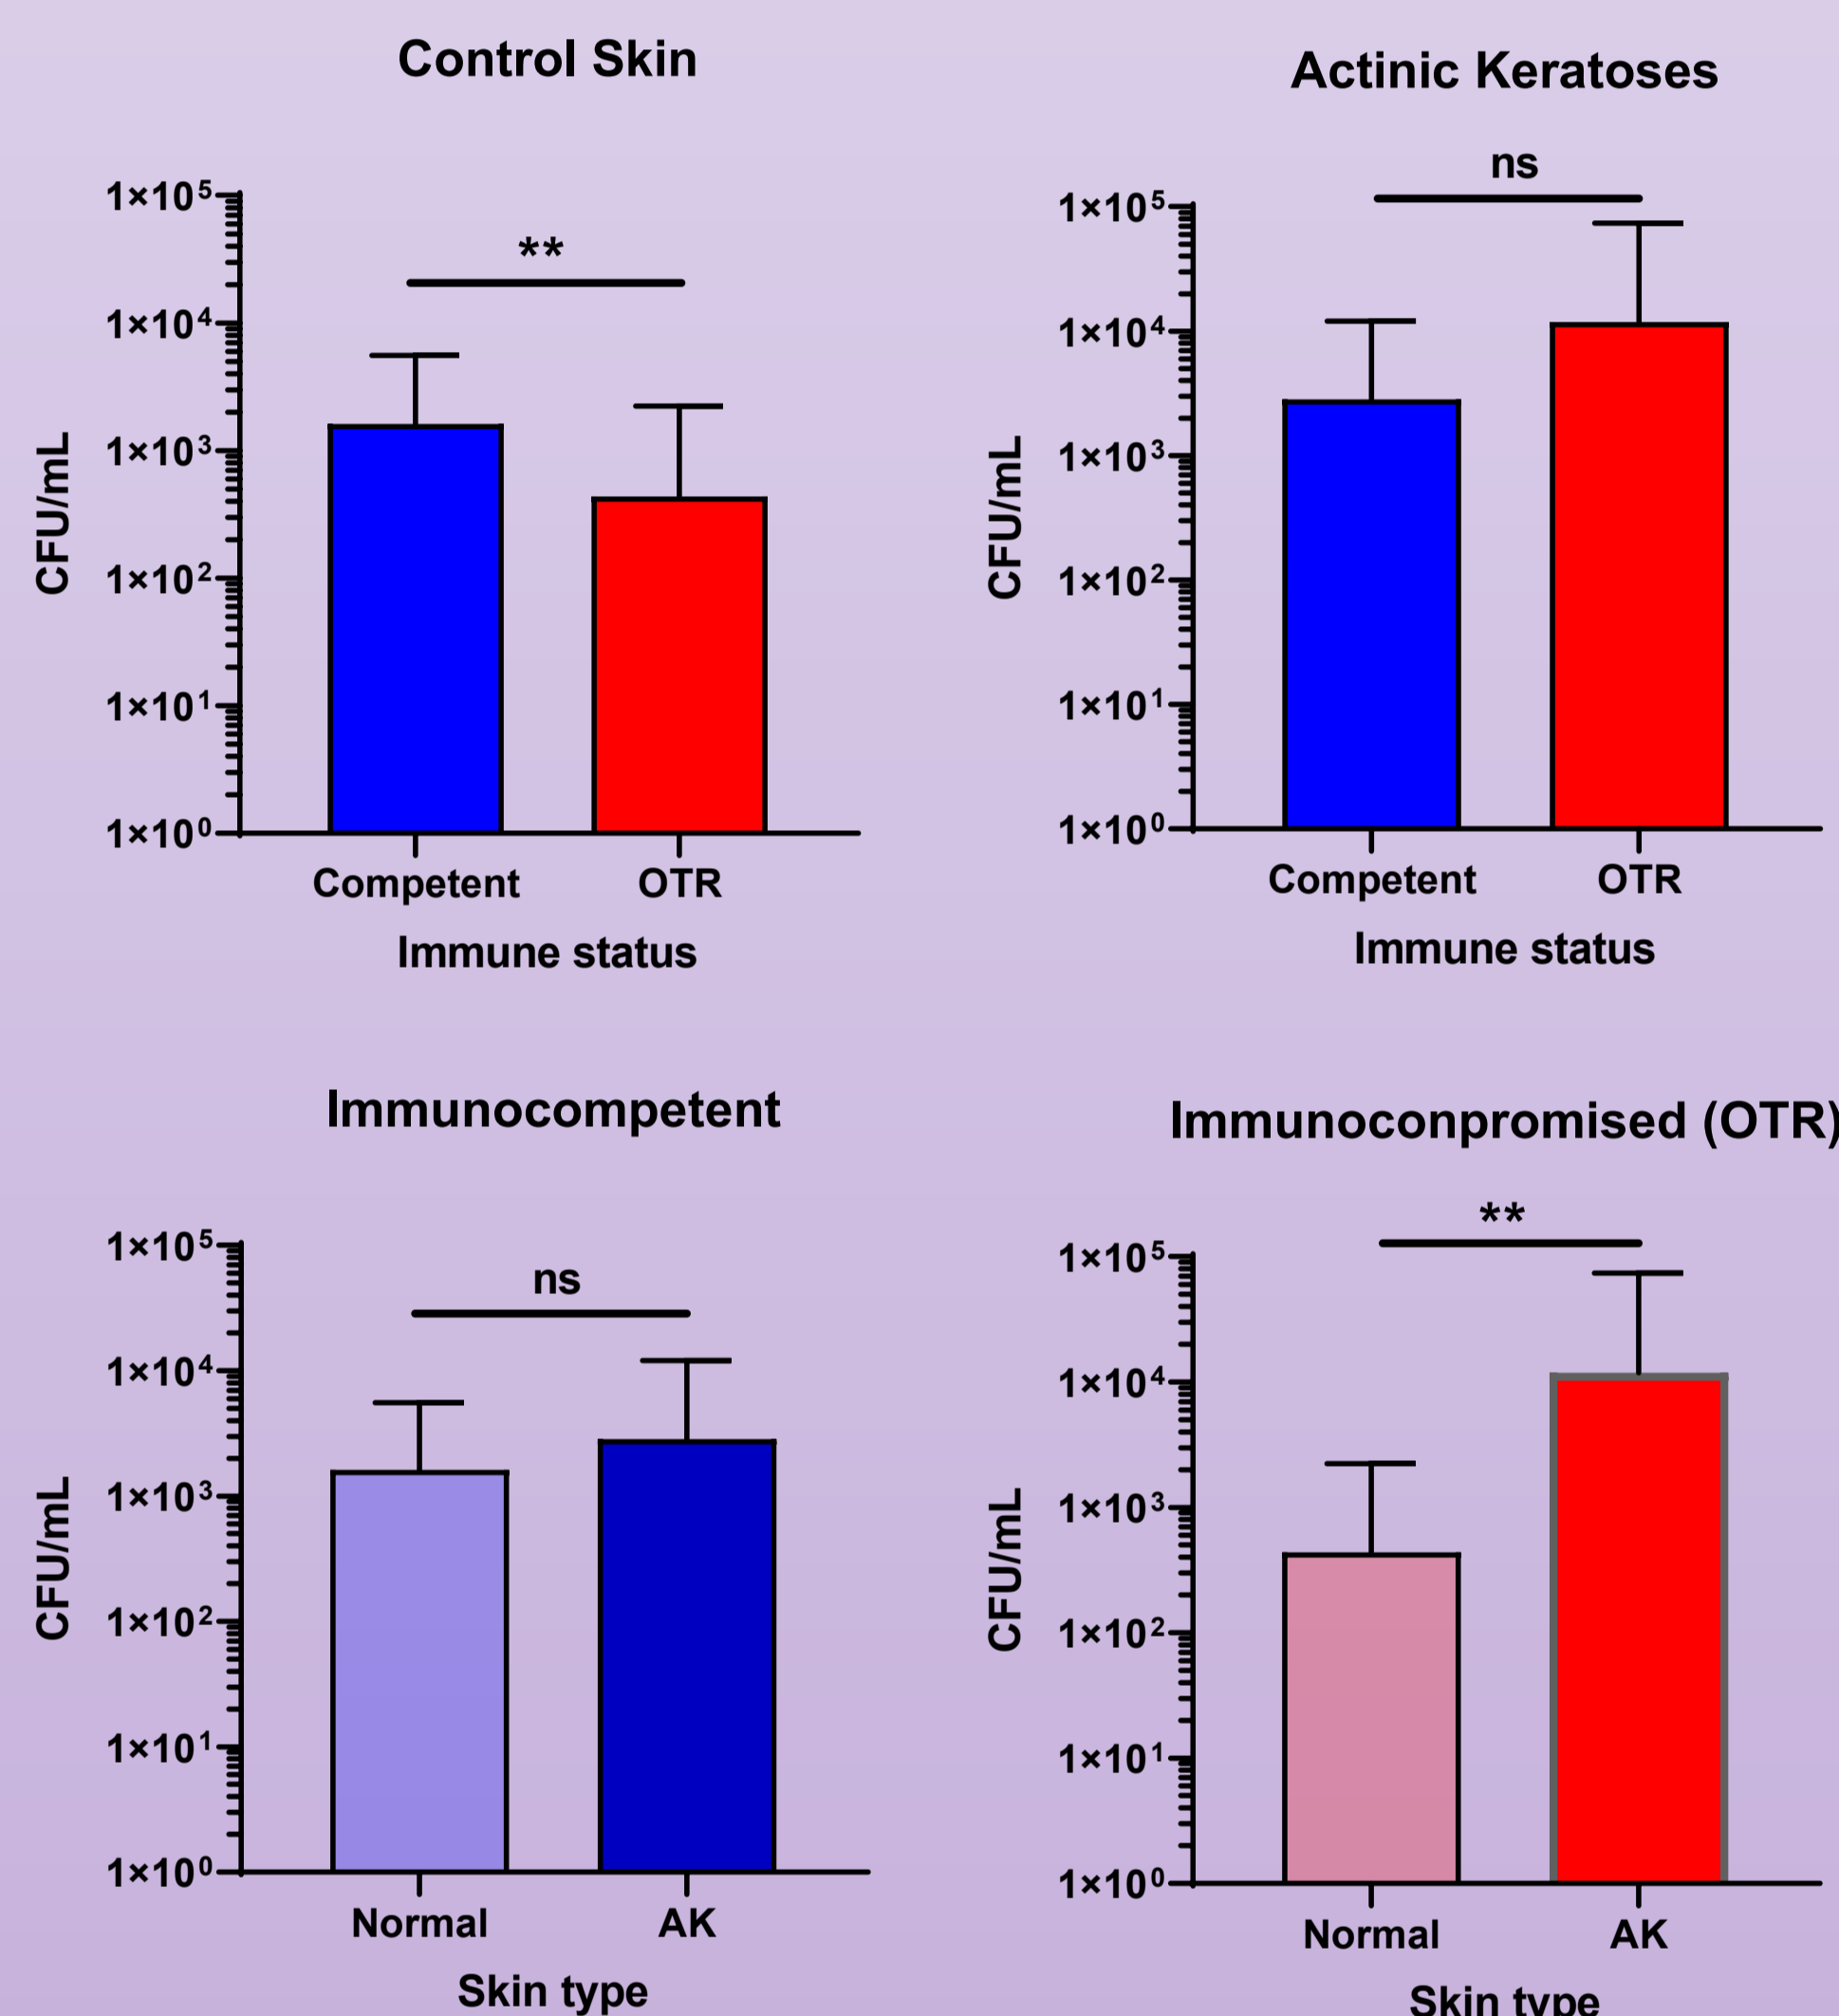 Control Skin
**
1×10⁵
1×10⁴
1×10³
1×10²
1×10¹
1×10⁰
CFU/mL
Competent OTR
Immune status
Actinic Keratoses
ns
1×10⁵
1×10⁴
1×10³
1×10²
1×10¹
1×10⁰
CFU/mL
Competent OTR
Immune status
Immunocompetent
ns
1×10⁵
1×10⁴
1×10³
1×10²
1×10¹
1×10⁰
CFU/mL
Normal AK
Skin type
Immunoconpromised (OTR)
**
1×10⁵
1×10⁴
1×10³
1×10²
1×10¹
1×10⁰
CFU/mL
Normal AK
Skin type